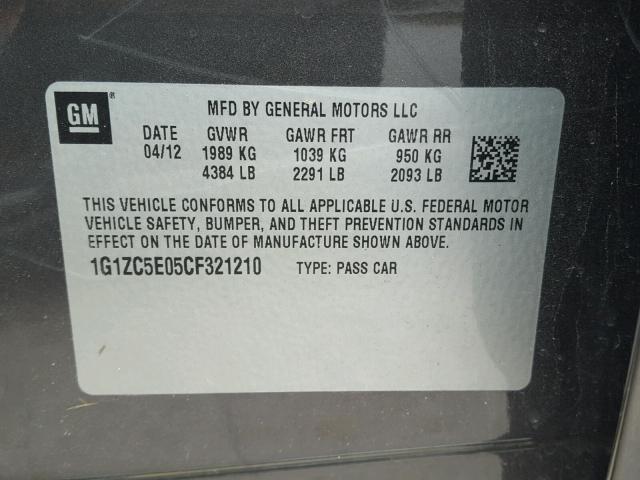 GM ®
MFD BY GENERAL MOTORS LLC
DATE GVWR GAWR FRT GAWR RR
04/12 1989 KG 1039 KG 950 KG
4384 LB 2291 LB 2093 LB
THIS VEHICLE CONFORMS TO ALL APPLICABLE U.S. FEDERAL MOTOR
VEHICLE SAFETY, BUMPER, AND THEFT PREVENTION STANDARDS IN
EFFECT ON THE DATE OF MANUFACTURE SHOWN ABOVE.
1G1ZC5E05CF321210 TYPE: PASS CAR